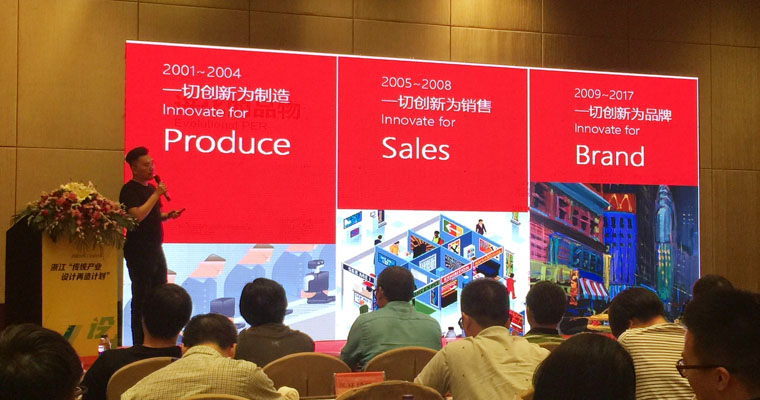 2001~2004
一切创新为制造
Innovate for
Produce
2005~2008
一切创新为销售
Innovate for
Sales
2009~2017
一切创新为品牌
Innovate for
Brand
浙江“传统产业
设计再造计划”
设